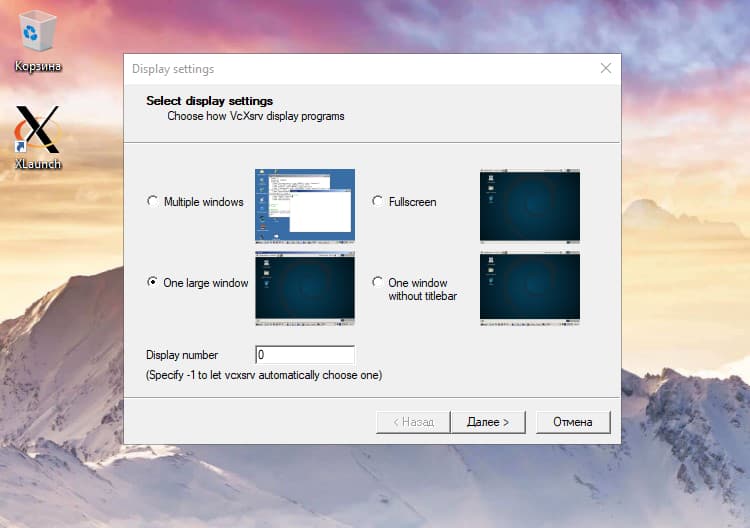 Корзина
XLaunch
Display settings
Select display settings
Choose how VcXsrv display programs
Multiple windows
Fullscreen
One large window
One window
without titlebar
Display number
0
(Specify -1 to let vcxsrv automatically choose one)
< Назад
Далее >
Отмена